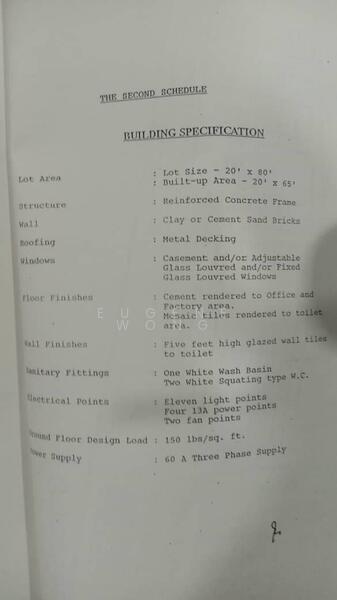 THE SECOND SCHEDULE
BUILDING SPECIFICATION
Lot Area : Lot Size - 20' x 80'
: Built-up Area - 20' x 65'
Structure : Reinforced Concrete Frame
Wall : Clay or Cement Sand Bricks
Roofing : Metal Decking
Windows : Casement and/or Adjustable
Glass Louvred and/or Fixed
Glass Louvred Windows
Floor Finishes : Cement rendered to Office and
Factory area.
Mosaic tiles rendered to toilet
area.
EUGENE
WONG
Wall Finishes : Five feet high glazed wall tiles
to toilet
Sanitary Fittings : One White Wash Basin
Two White Squating type W.C.
Electrical Points : Eleven light points
Four 13A power points
Two fan points
Ground Floor Design Load : 150 lbs/sq. ft.
Power Supply : 60 A Three Phase Supply